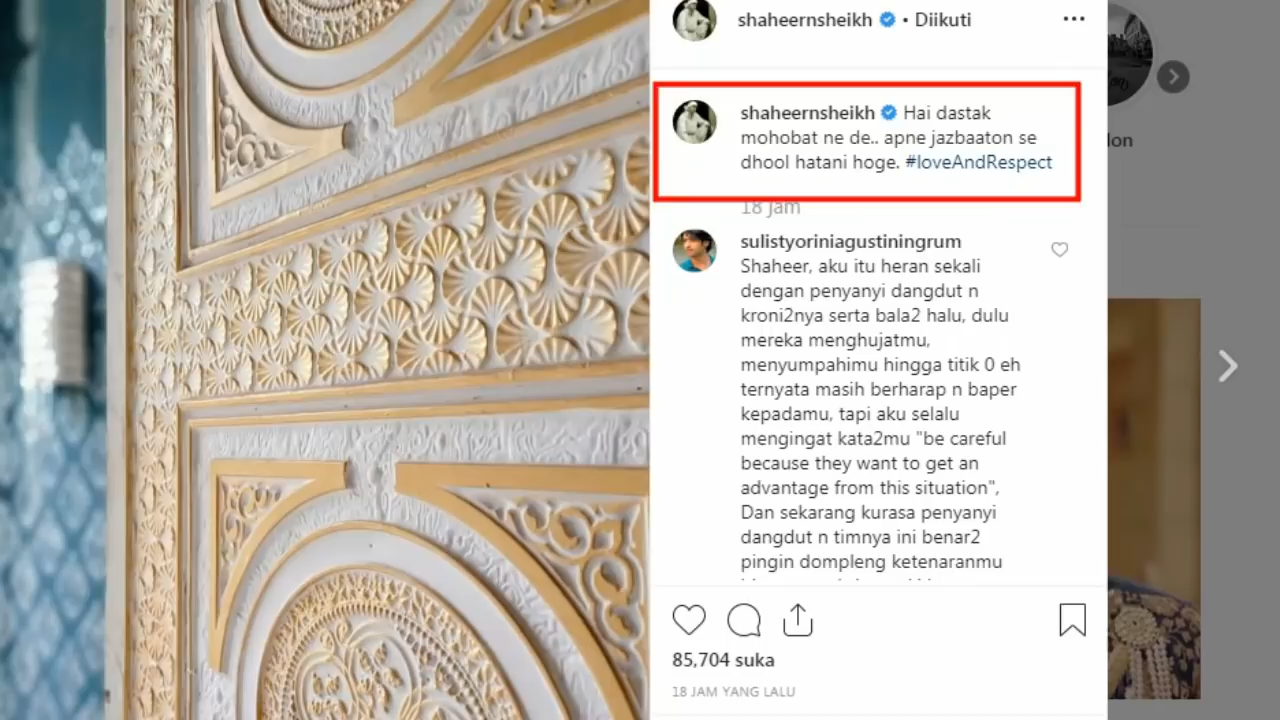 shaheernsheikh • Diikuti
shaheernsheikh Hai dastak
mohobat ne de.. apne jazbaaton se
dhool hatani hoge. #loveAndRespect
18 jam
sulistyoriniagustiningrum
Shaheer, aku itu heran sekali
dengan penyanyi dangdut n
kroni2nya serta bala2 halu, dulu
mereka menghujatmu,
menyumpahimu hingga titik 0 eh
ternyata masih berharap n baper
kepadamu, tapi aku selalu
mengingat kata2mu "be careful
because they want to get an
advantage from this situation",
Dan sekarang kurasa penyanyi
dangdut n timnya ini benar2
pingin dompleng ketenaranmu
85,704 suka
18 JAM YANG LALU